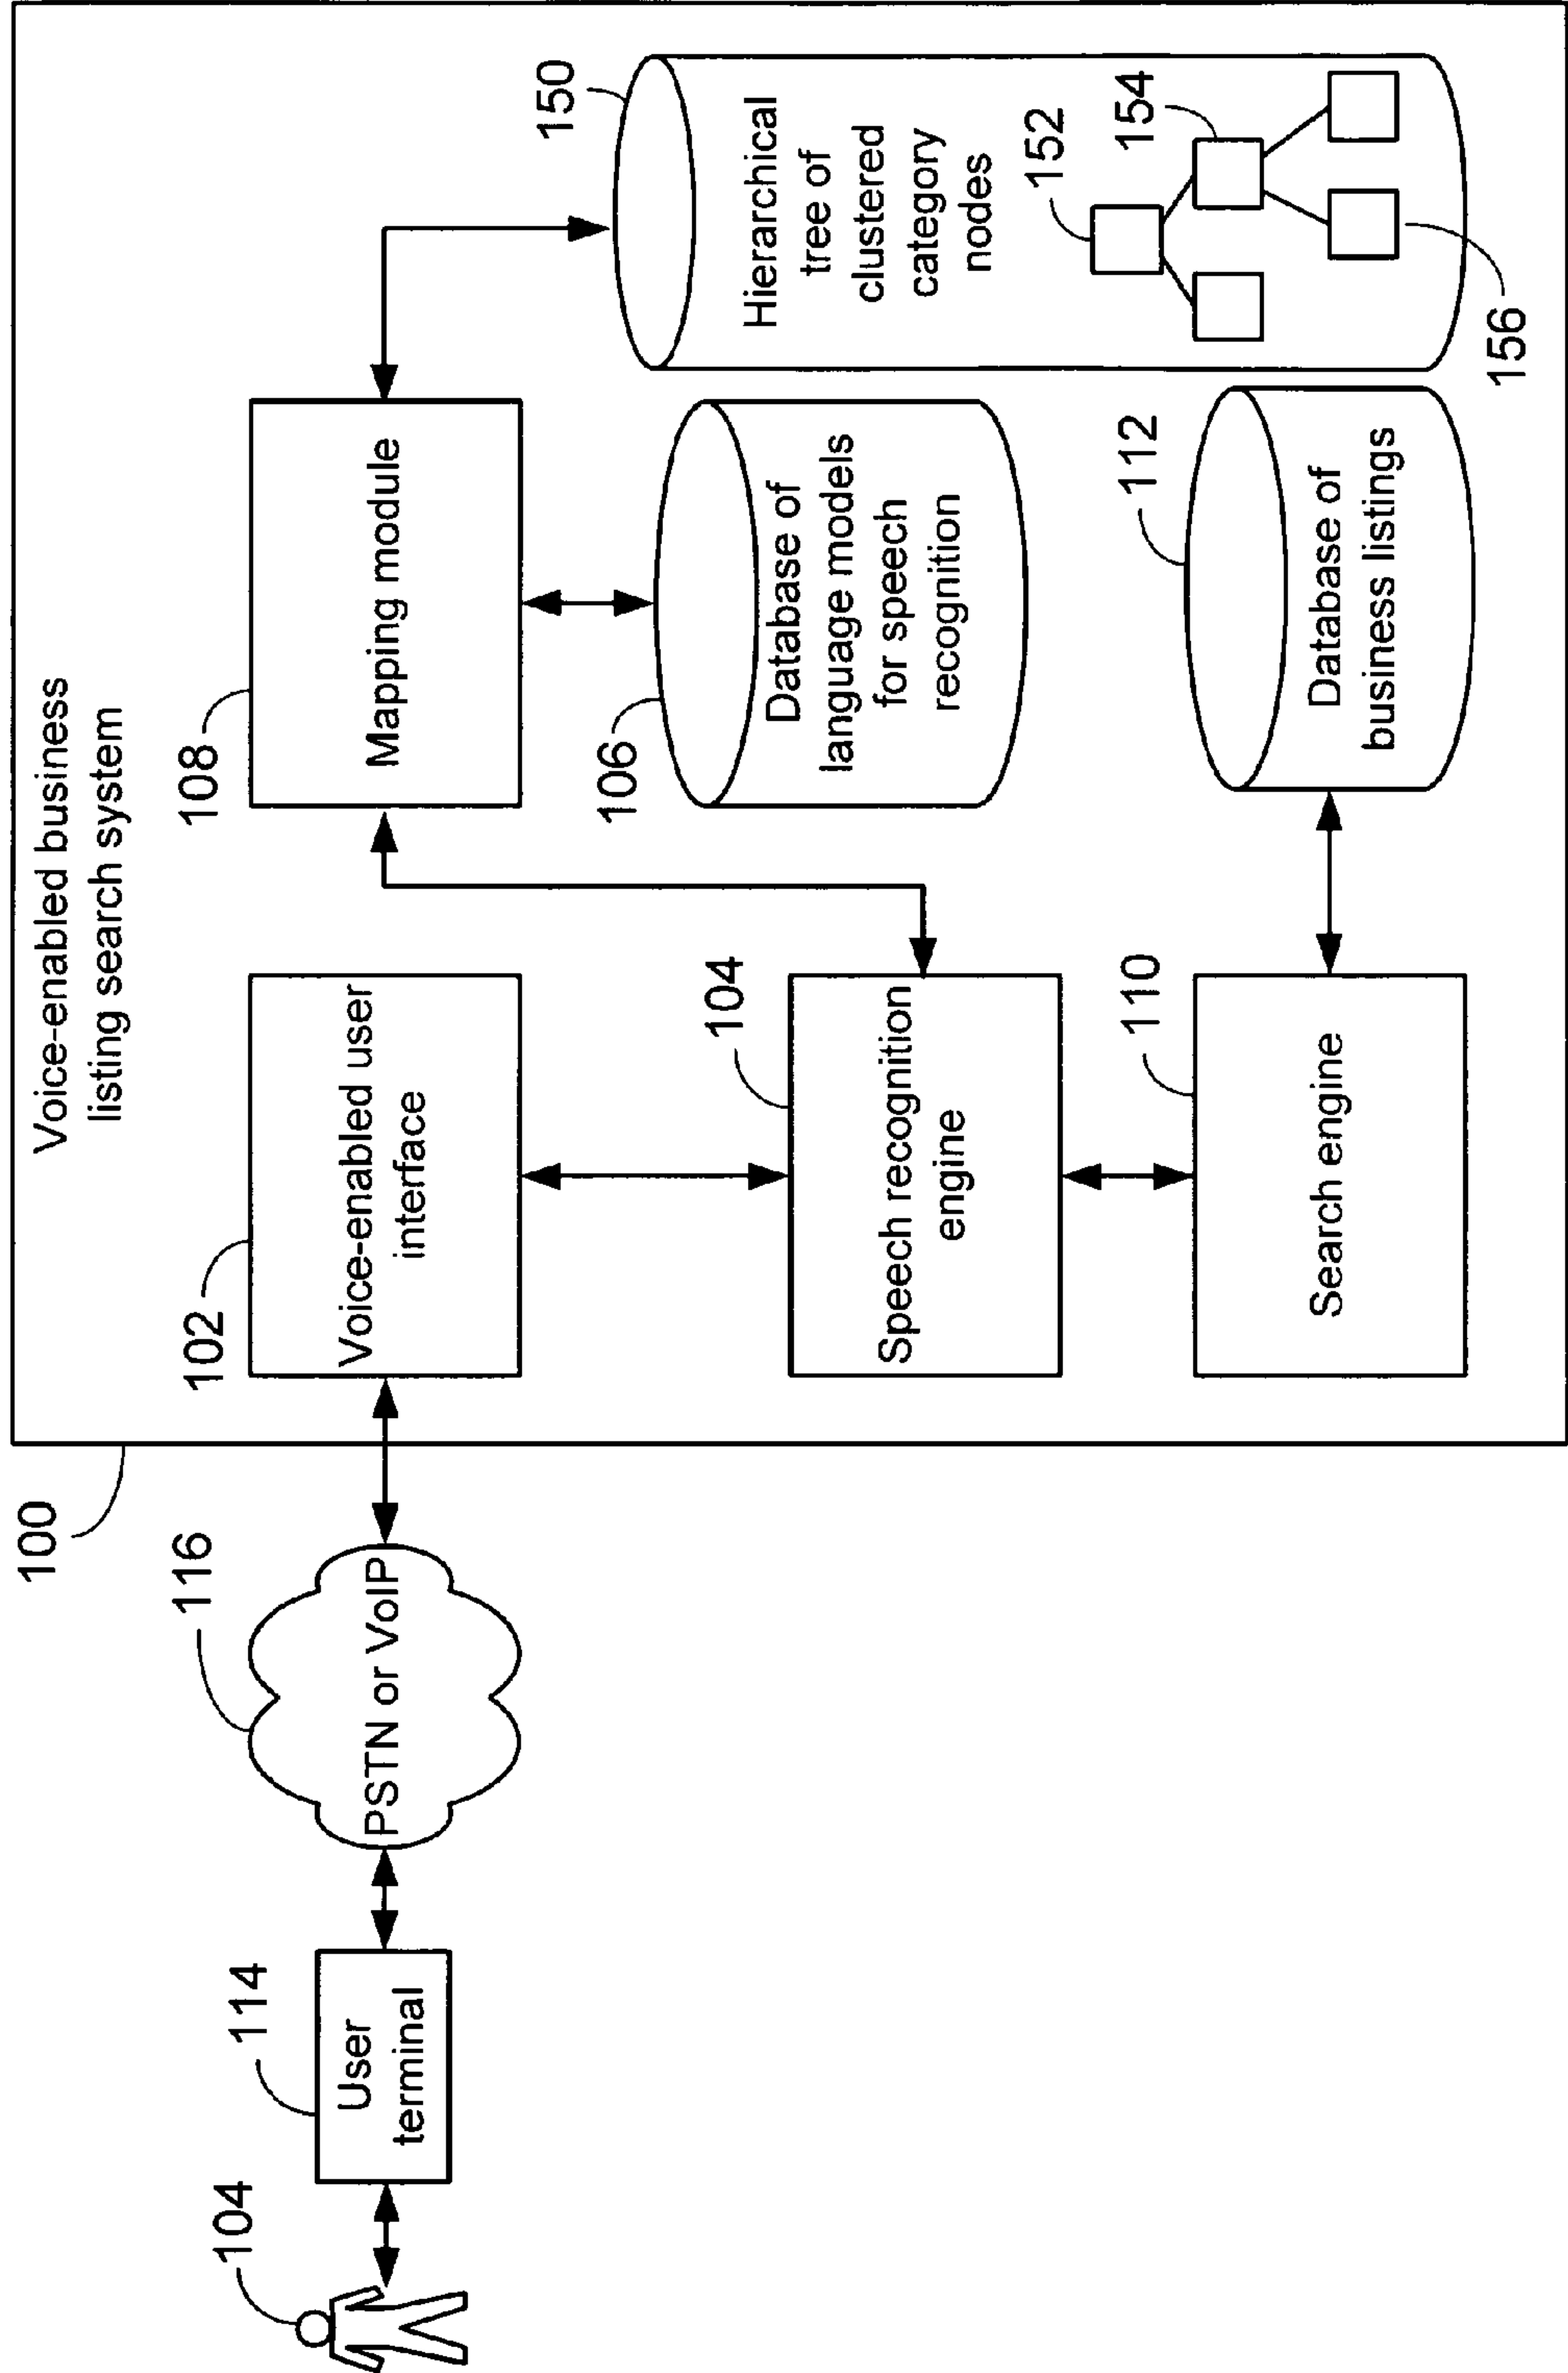 Voice-enabled business
listing search system
100
104
114
User
terminal
116
PSTN or VoIP
102
Voice-enabled user
interface
108
Mapping module
150
Hierarchical
tree of
clustered
category
nodes
152
154
156
106
Database of
language models
for speech
recognition
104
Speech recognition
engine
110
Search engine
112
Database of
business listings